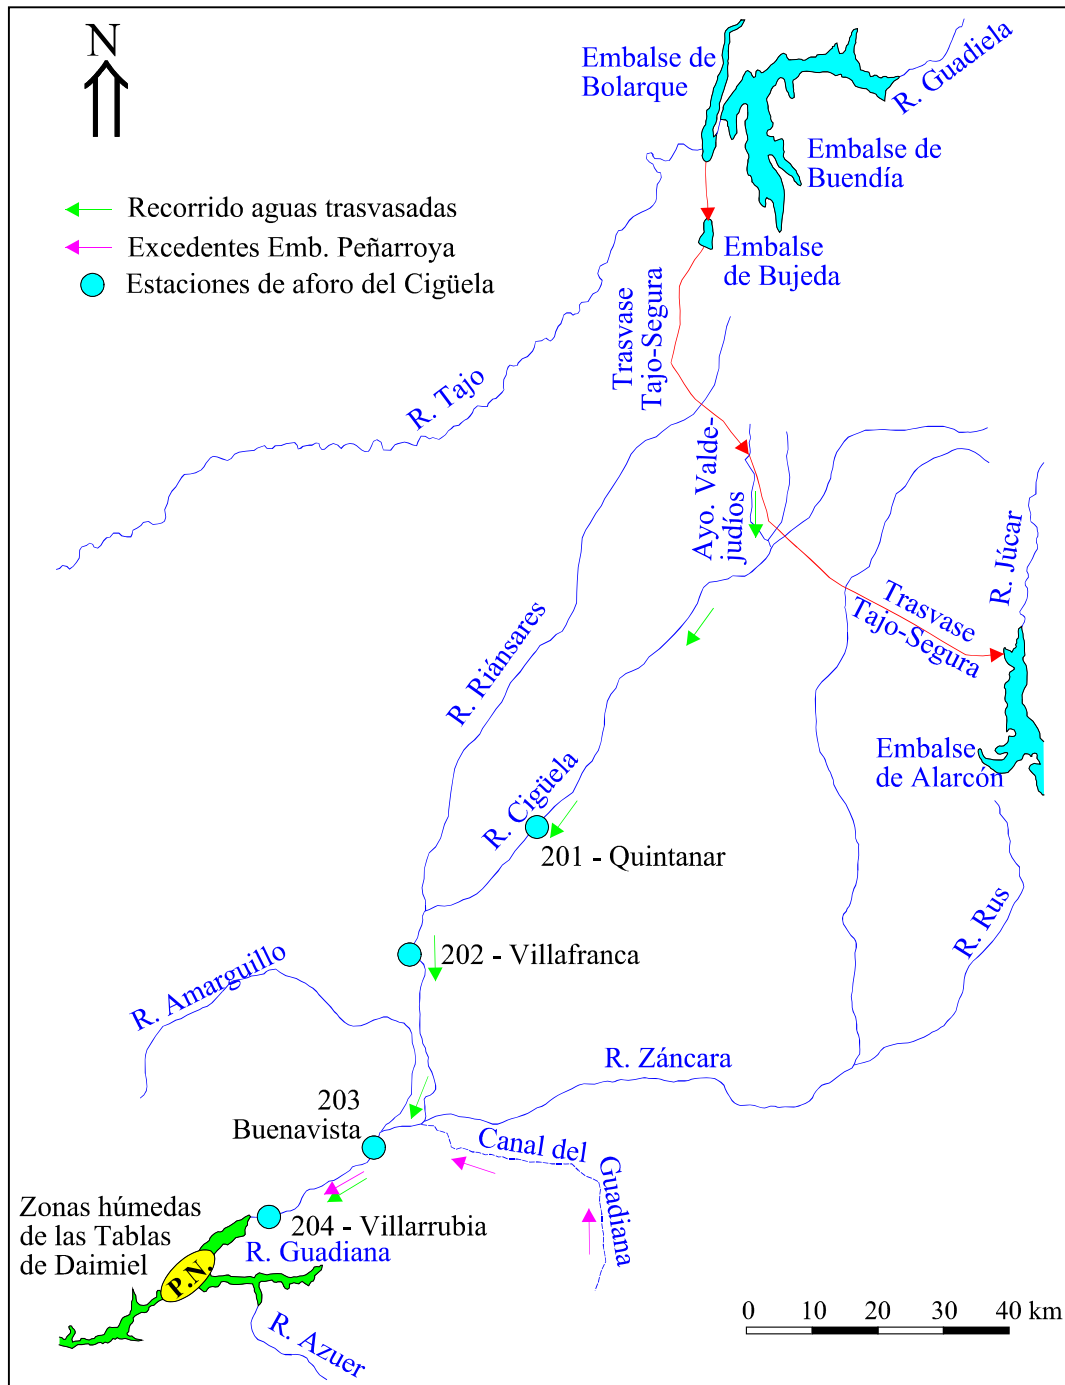 N
Embalse de
Bolarque
R. Guadiela
Embalse de
Buendía
Recorrido aguas trasvasadas
Excedentes Emb. Peñarroya
Estaciones de aforo del Cigüela
Embalse
de Bujeda
Trasvase
Tajo-Segura
R. Tajo
Ayo. Valde-
judíos
R. Júcar
Trasvase
Tajo-Segura
R. Riánsares
Embalse
de Alarcón
R. Cigüela
201 - Quintanar
R. Rus
202 - Villafranca
R. Amarguillo
R. Záncara
203
Buenavista
Canal del
Guadiana
Zonas húmedas
de las Tablas
de Daimiel
204 - Villarrubia
R. Guadiana
P.N.
R. Azuer
0 10 20 30 40 km